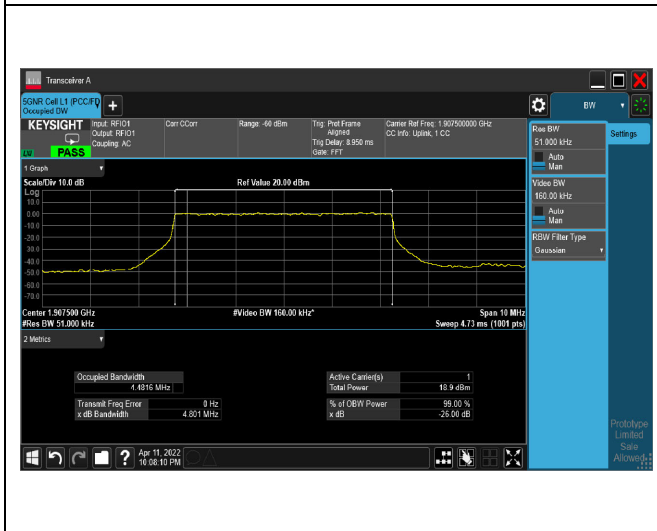 Transceiver A
5GNR Cell L1 (PCC/FD
Occupied BW
BW
KEYSIGHT
PASS
Input: RFIO1
Output: RFIO1
Coupling: AC
Corr CCorr
Range: -60 dBm
Trig: Pret Frame
Aligned
Trig Delay: 8.950 ms
Gate: FFT
Carrier Ref Freq: 1.907500000 GHz
CC Info: Uplink, 1 CC
Res BW
51.000 kHz
Auto
Man
Video BW
160.00 kHz
Auto
Man
RBW Filter Type
Gaussian
Settings
1 Graph
Scale/Div 10.0 dB
Ref Value 20.00 dBm
Log
10.0
0.00
-10.0
-20.0
-30.0
-40.0
-50.0
-60.0
-70.0
Center 1.907500 GHz
#Video BW 160.00 kHz*
Span 10 MHz
#Res BW 51.000 kHz
Sweep 4.73 ms (1001 pts)
2 Metrics
Occupied Bandwidth
4.4816 MHz
Active Carrier(s) 1
Total Power 18.9 dBm
Transmit Freq Error 0 Hz
x dB Bandwidth 4.801 MHz
% of OBW Power 99.00 %
x dB -26.00 dB
Prototype
Limited
Sale
Allowed
Apr 11, 2022
10:08:10 PM